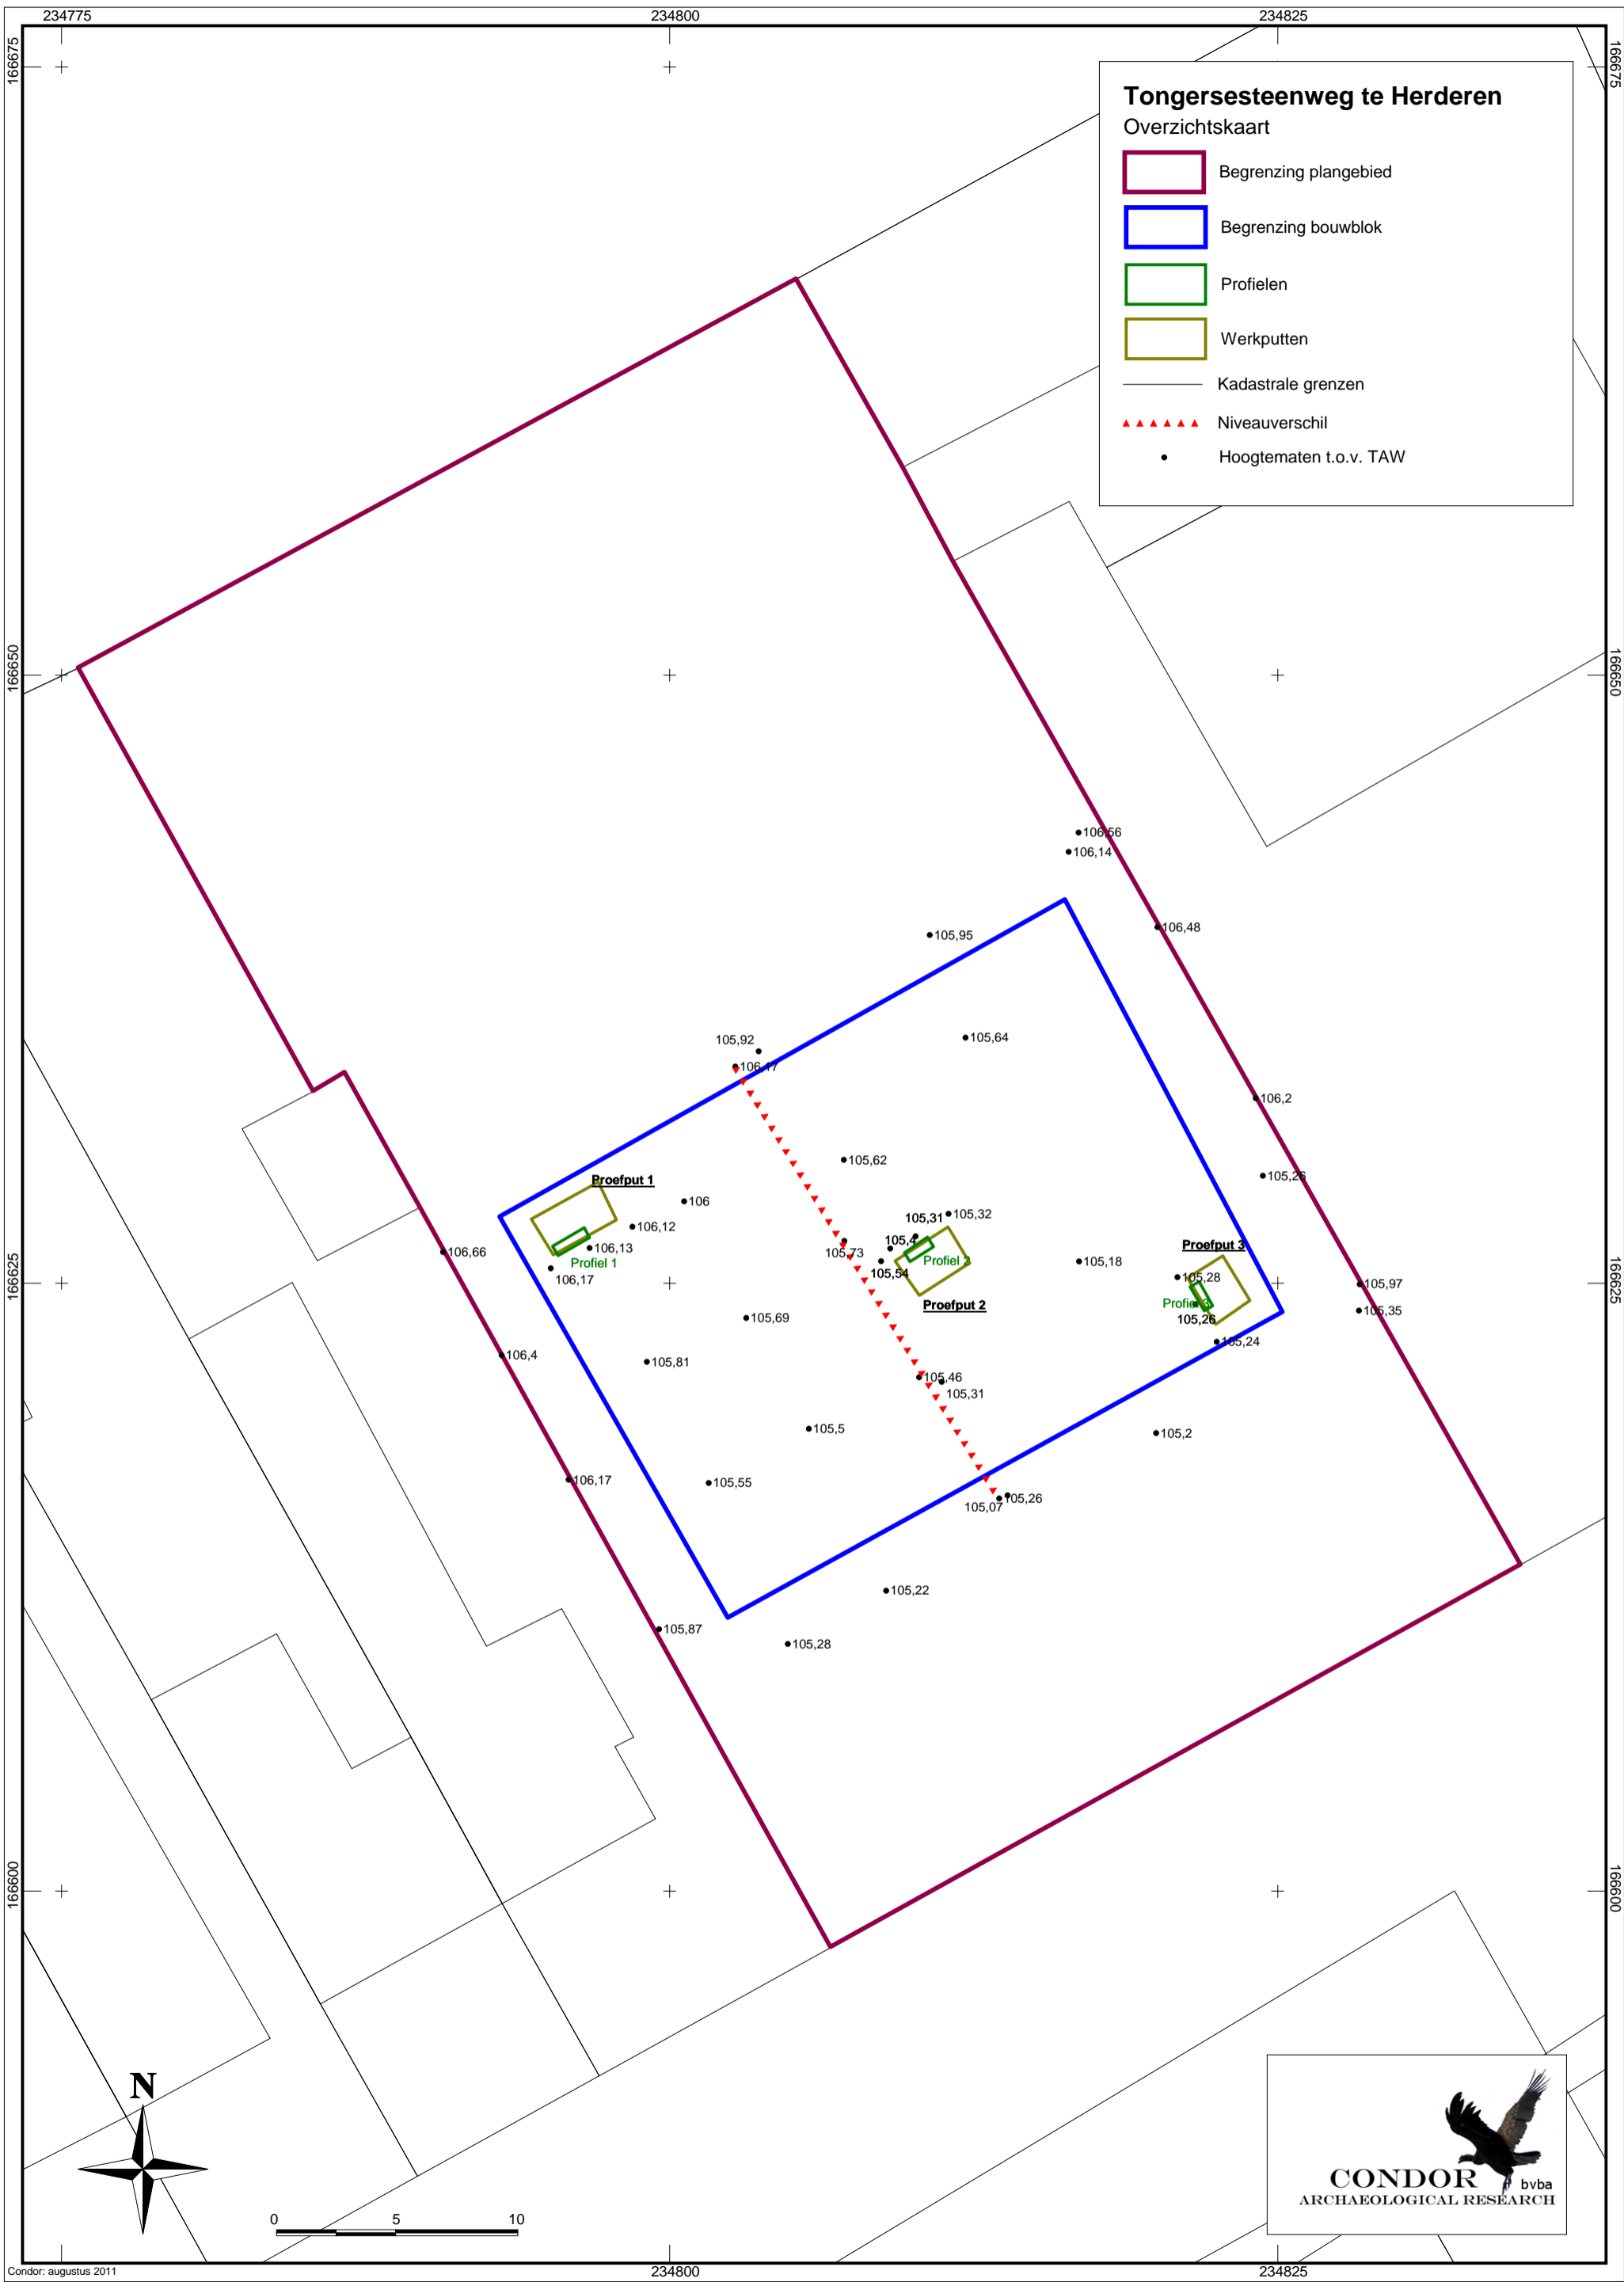 234775
234800
234825
166675
166675
Tongersesteenweg te Herderen
Overzichtskaart
Begrenzing plangebied
Begrenzing bouwblok
Profielen
Werkputten
Kadastrale grenzen
Niveauverschil
Hoogtematen t.o.v. TAW
166650
166650
106,56
106,14
106,48
105,95
105,64
105,92
106,17
106,2
105,62
105,26
Proefput 1
106
105,32
105,31
106,12
105,4
Proefput 3
106,13
106,66
105,73
Profiel 1
Profiel 2
105,18
106,17
105,54
105,28
166625
166625
105,97
Profiel 3
Proefput 2
105,35
105,69
105,26
105,24
106,4
105,81
105,46
105,31
105,5
105,2
106,17
105,55
105,07
105,26
105,22
105,87
105,28
166600
166600
N
0 5 10
CONDOR bvba
ARCHAEOLOGICAL RESEARCH
Condor: augustus 2011
234800
234825